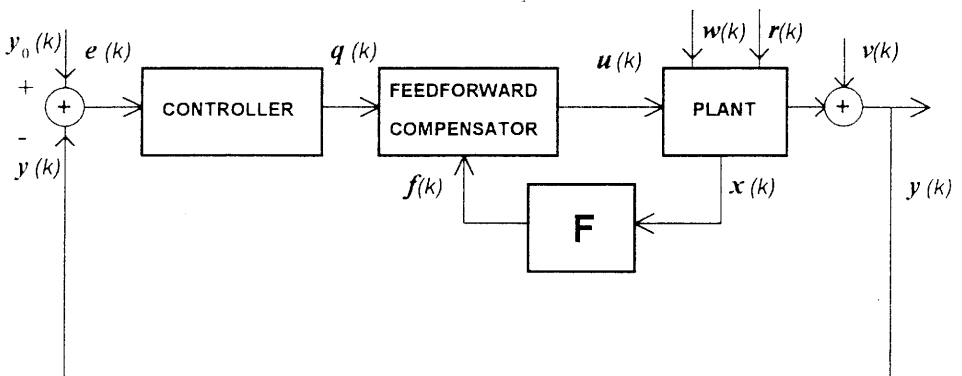 y₀(k)
e(k)
q(k)
u(k)
w(k)
r(k)
v(k)
+
+
CONTROLLER
FEEDFORWARD
COMPENSATOR
PLANT
+
-
y(k)
f(k)
x(k)
y(k)
F